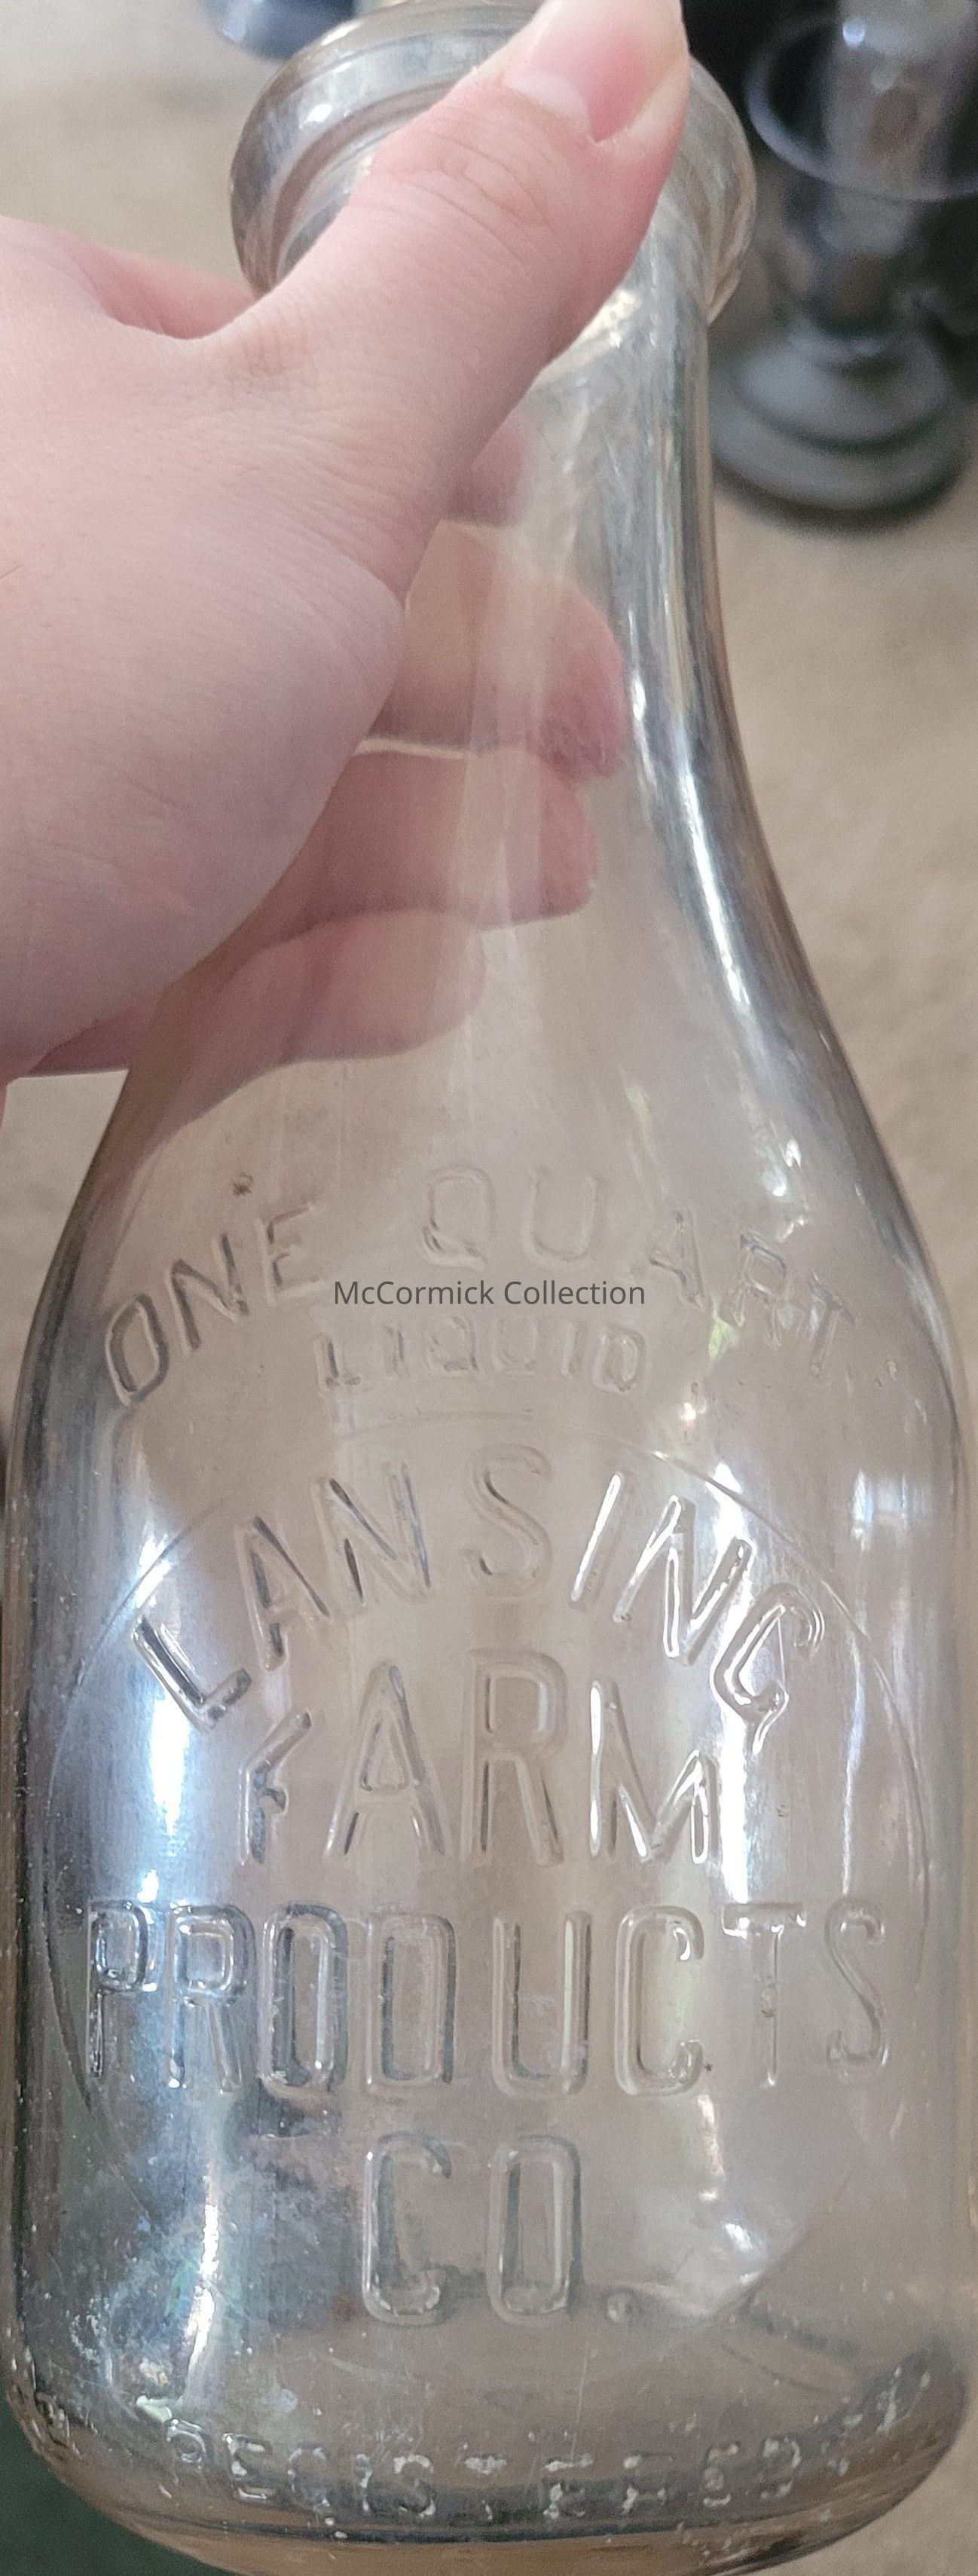 ONE QUART
McCormick Collection
LIQUID
LANSING
FARM
PRODUCTS
CO.
REGISTERED